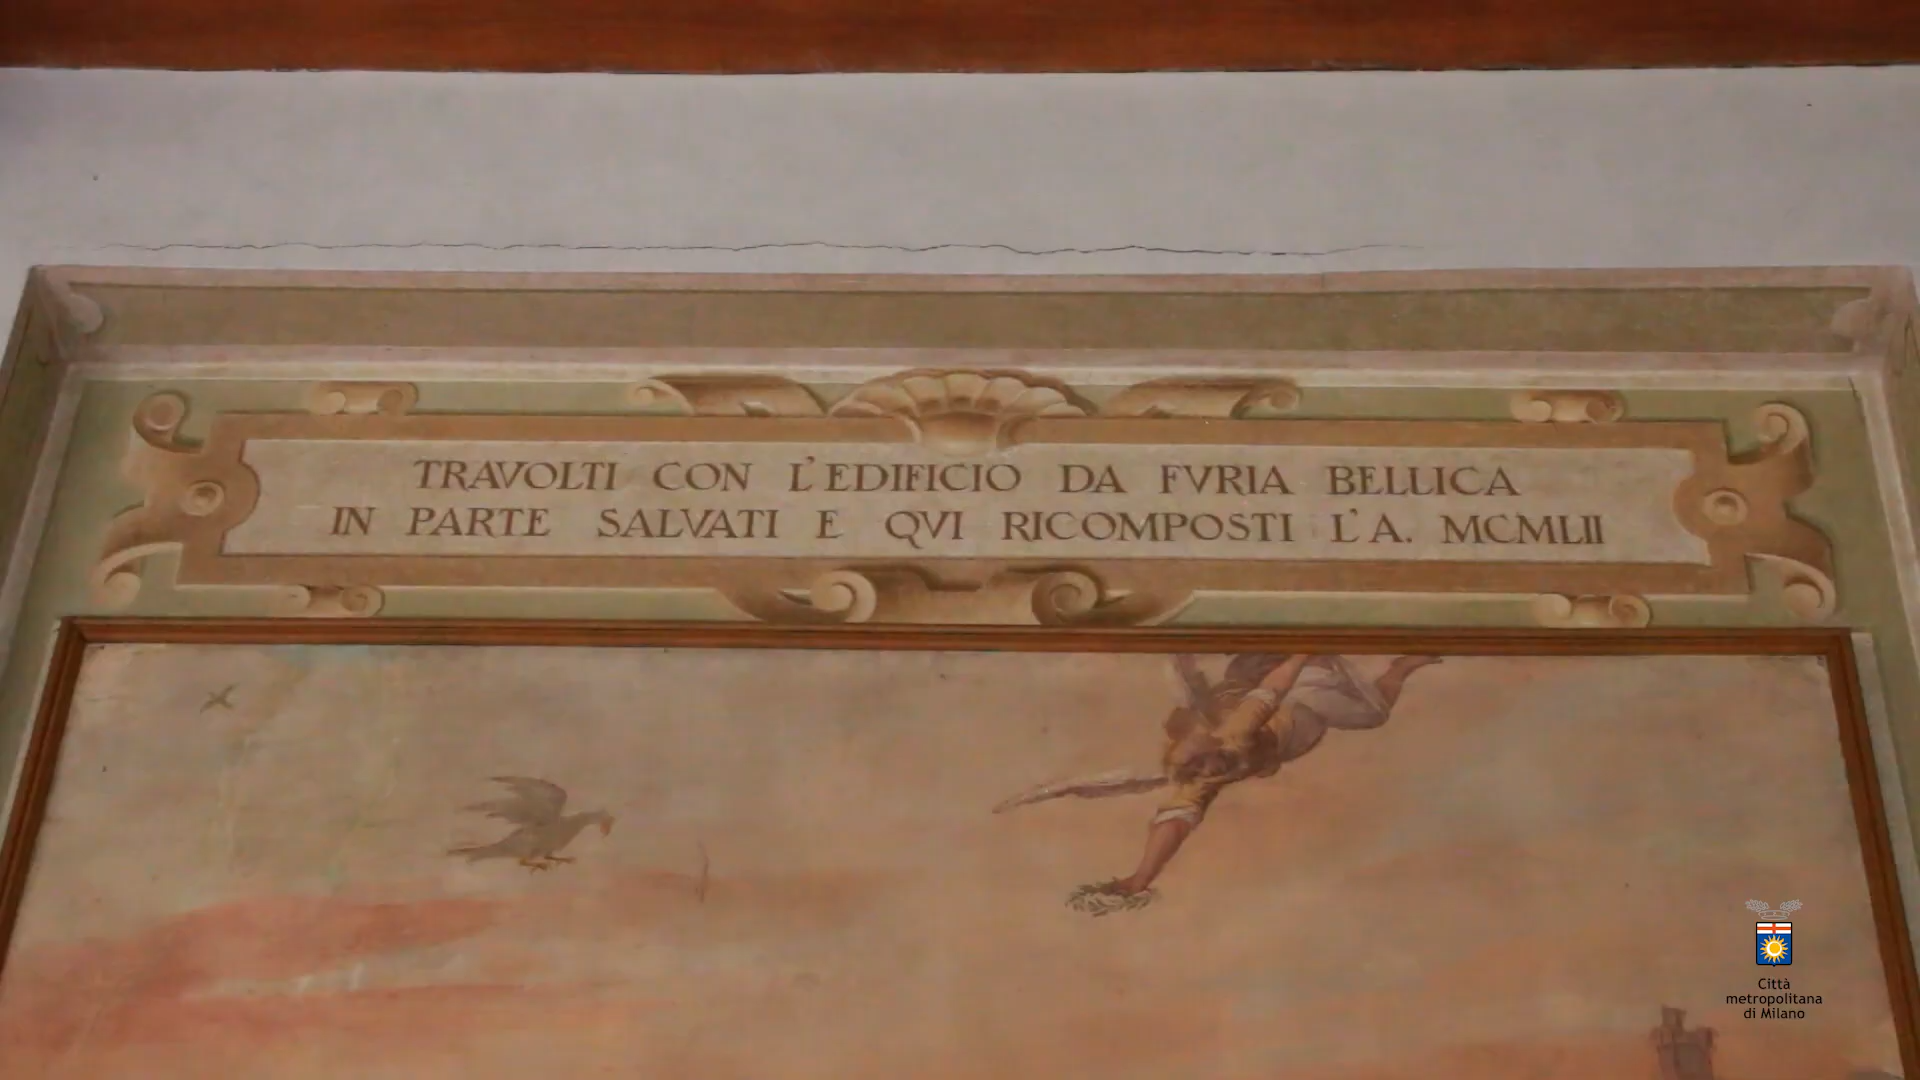 TRAVOLTI CON L'EDIFICIO DA FVRIA BELLICA
IN PARTE SALVATI E QVI RICOMPOSTI L'A. MCMLII
Città
metropolitana
di Milano